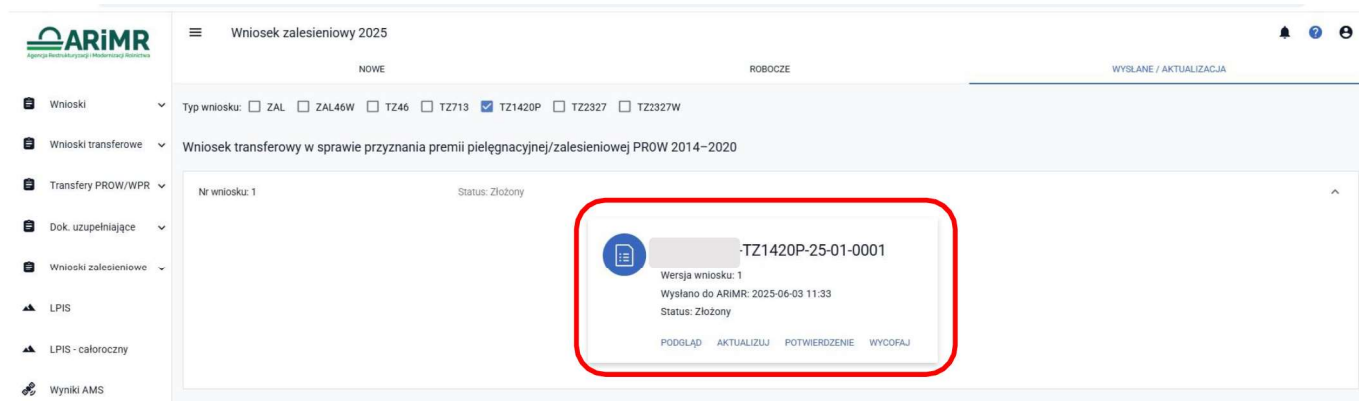 ARiMR
Agencja Restrukturyzacji i Modernizacji Rolnictwa
Wniosek zalesieniowy 2025
NOWE
ROBOCZE
WYSŁANE / AKTUALIZACJA
Wnioski
Wnioski transferowe
Transfery PROW/WPR
Dok. uzupełniające
Wnioski zalesieniowe
LPIS
LPIS - całoroczny
Wyniki AMS
Typ wniosku: ZAL ZAL46W TZ46 TZ713 TZ1420P TZ2327 TZ2327W
Wniosek transferowy w sprawie przyznania premii pielęgnacyjnej/zalesieniowej PROW 2014–2020
Nr wniosku: 1 Status: Złożony
-TZ1420P-25-01-0001
Wersja wniosku: 1
Wysłano do ARiMR: 2025-06-03 11:33
Status: Złożony
PODGLĄD AKTUALIZUJ POTWIERDZENIE WYCOFAJ